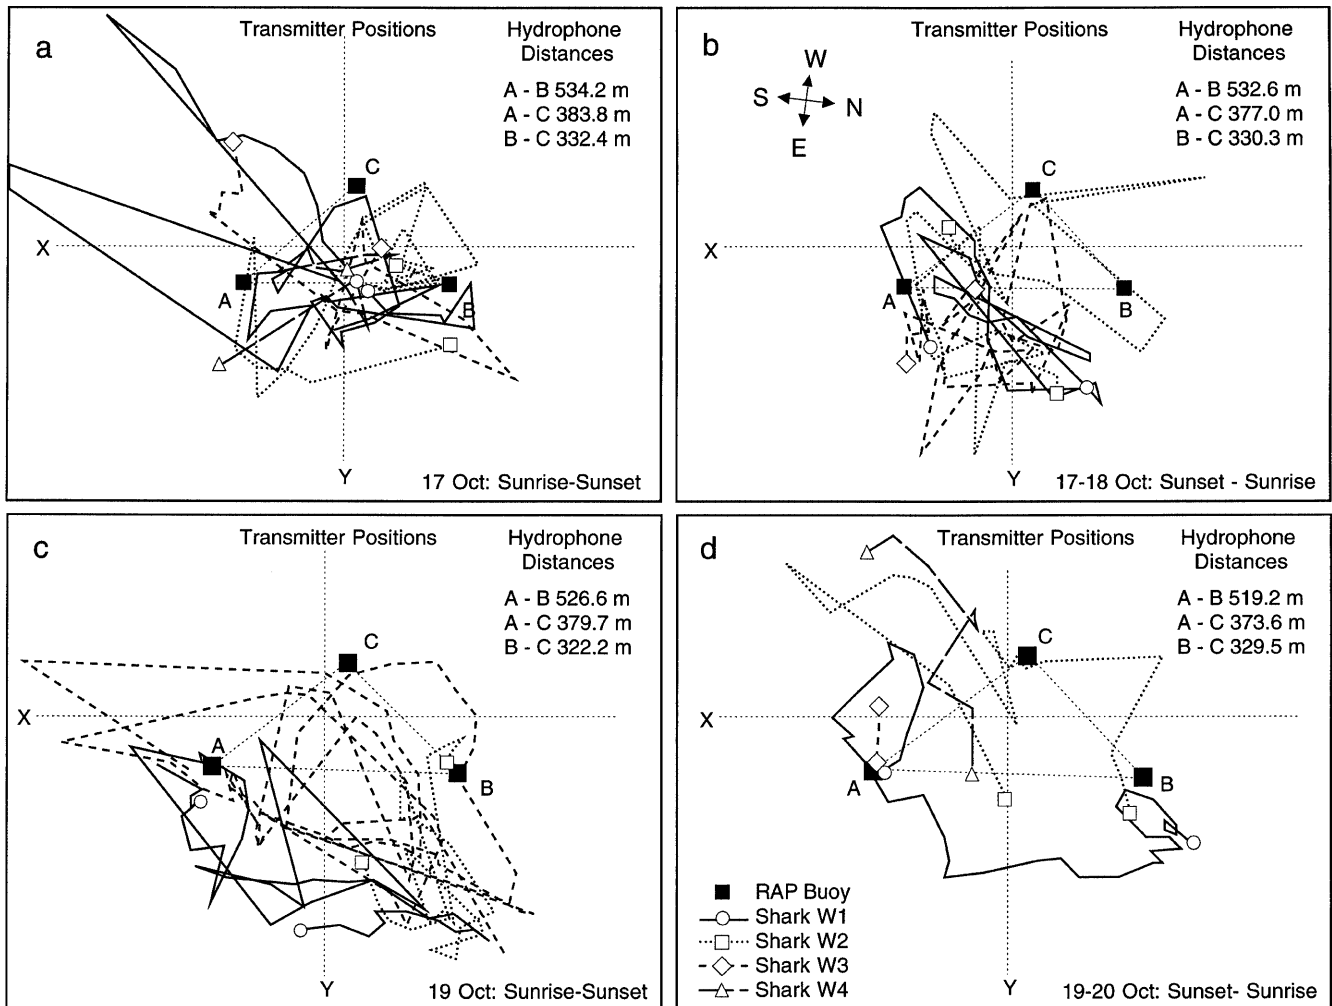 a
Transmitter Positions
Hydrophone
Distances
A - B 534.2 m
A - C 383.8 m
B - C 332.4 m
C
X
A
B
Y
17 Oct: Sunrise-Sunset
b
Transmitter Positions
Hydrophone
Distances
A - B 532.6 m
A - C 377.0 m
B - C 330.3 m
W
S
N
E
C
X
A
B
Y
17-18 Oct: Sunset - Sunrise
c
Transmitter Positions
Hydrophone
Distances
A - B 526.6 m
A - C 379.7 m
B - C 322.2 m
C
X
A
B
Y
19 Oct: Sunrise-Sunset
d
Transmitter Positions
Hydrophone
Distances
A - B 519.2 m
A - C 373.6 m
B - C 329.5 m
C
X
A
B
RAP Buoy
Shark W1
Shark W2
Shark W3
Shark W4
Y
19-20 Oct: Sunset- Sunrise